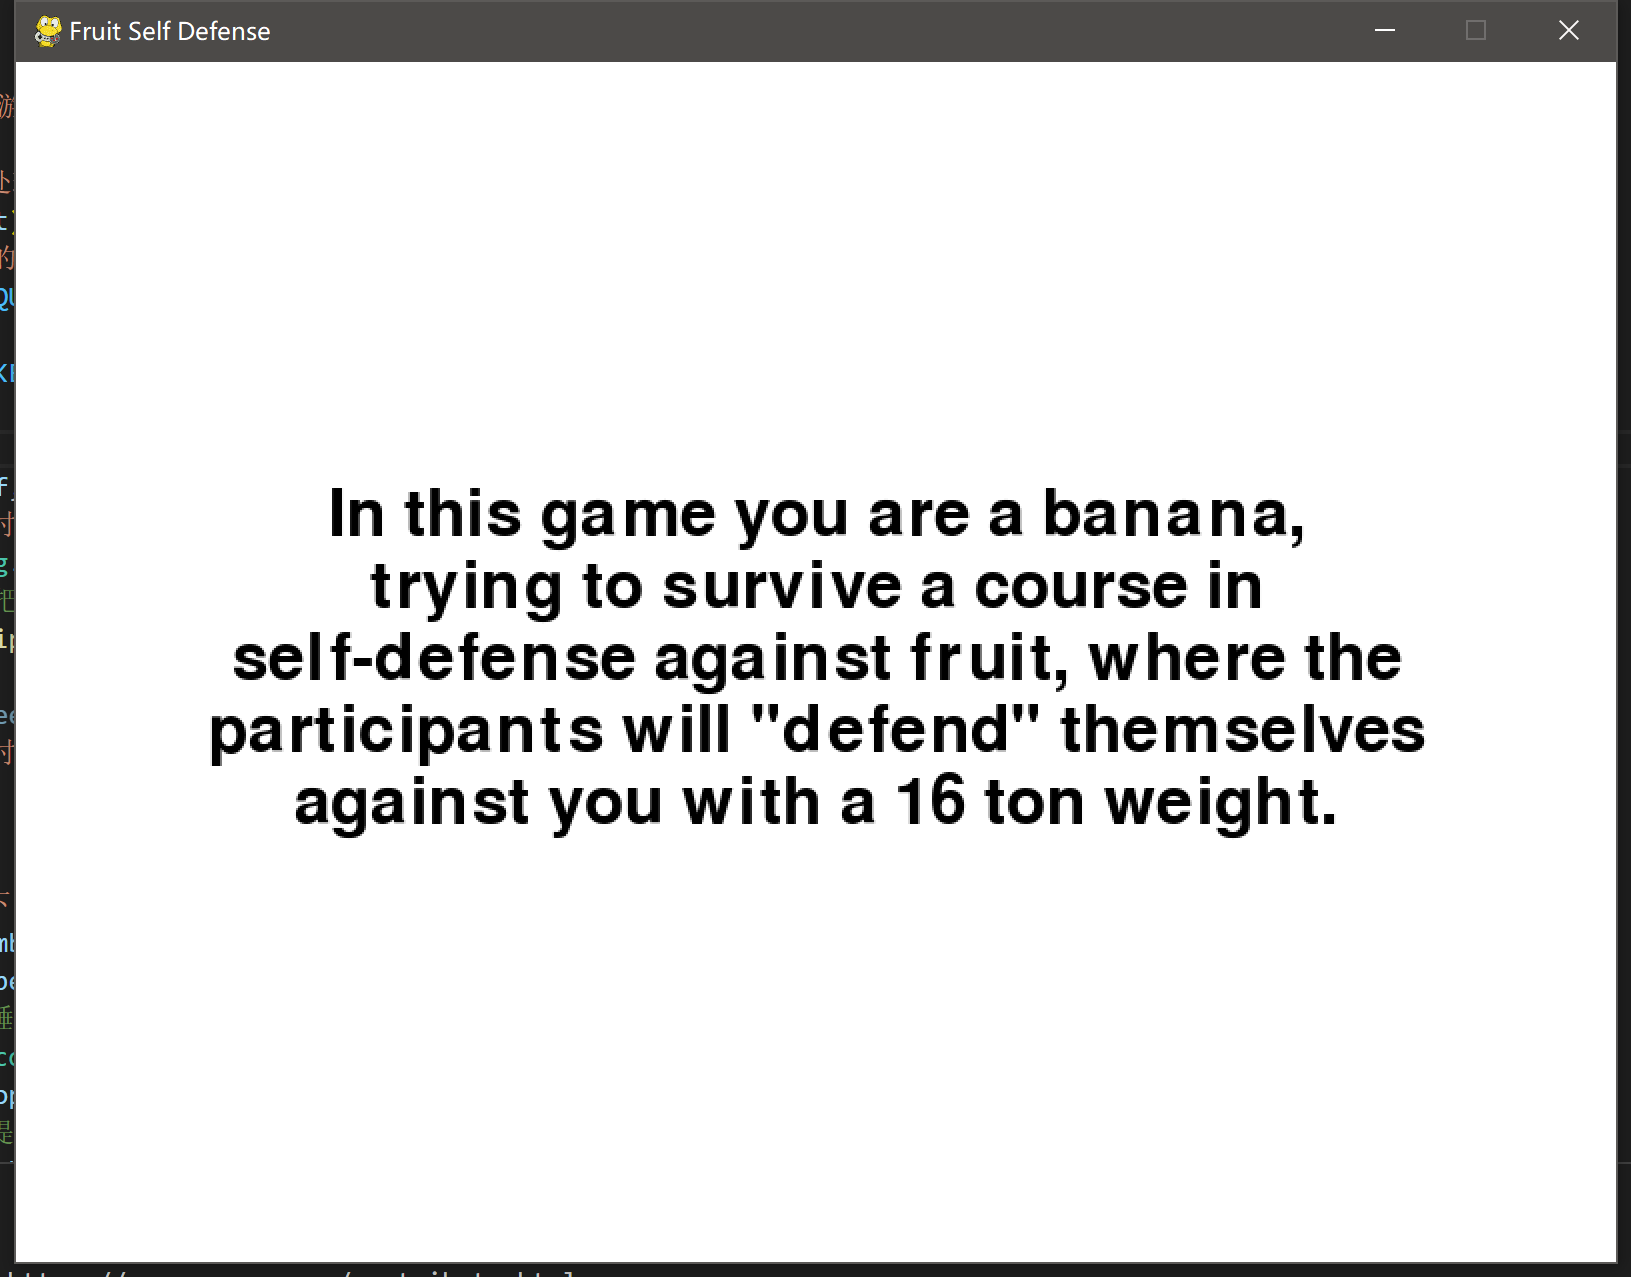 Fruit Self Defense
In this game you are a banana,
trying to survive a course in
self-defense against fruit, where the
participants will "defend" themselves
against you with a 16 ton weight.